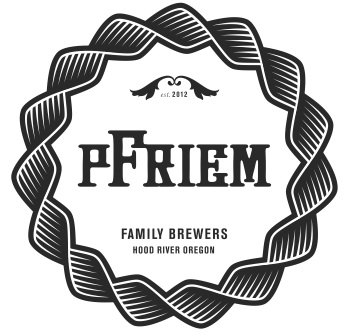 est. 2012
PFRIEM
FAMILY BREWERS
HOOD RIVER OREGON